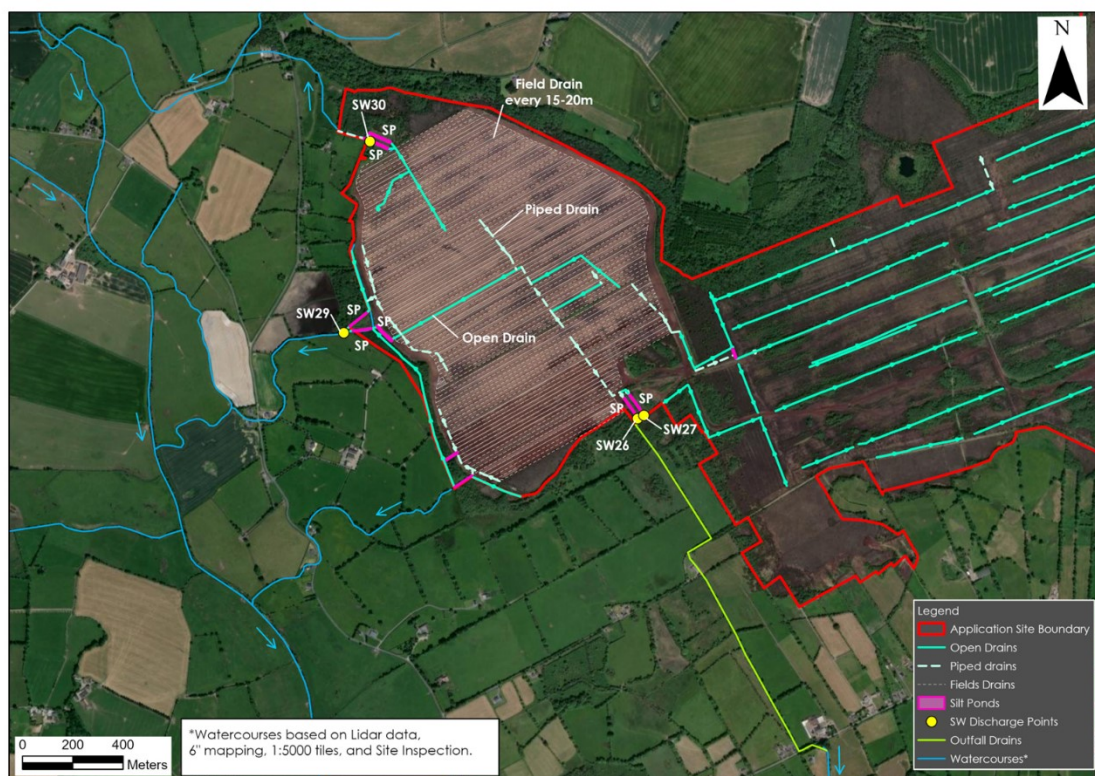 N
Field Drain
every 15-20m
SW30
SP
SP
Piped Drain
SW29
SP
SP
SP
Open Drain
SP
SP
SW27
SW26
Legend
Application Site Boundary
Open Drains
Piped drains
Fields Drains
Silt Ponds
SW Discharge Points
Outfall Drains
Watercourses*
*Watercourses based on Lidar data,
6" mapping, 1:5000 tiles, and Site Inspection.
0 200 400
Meters